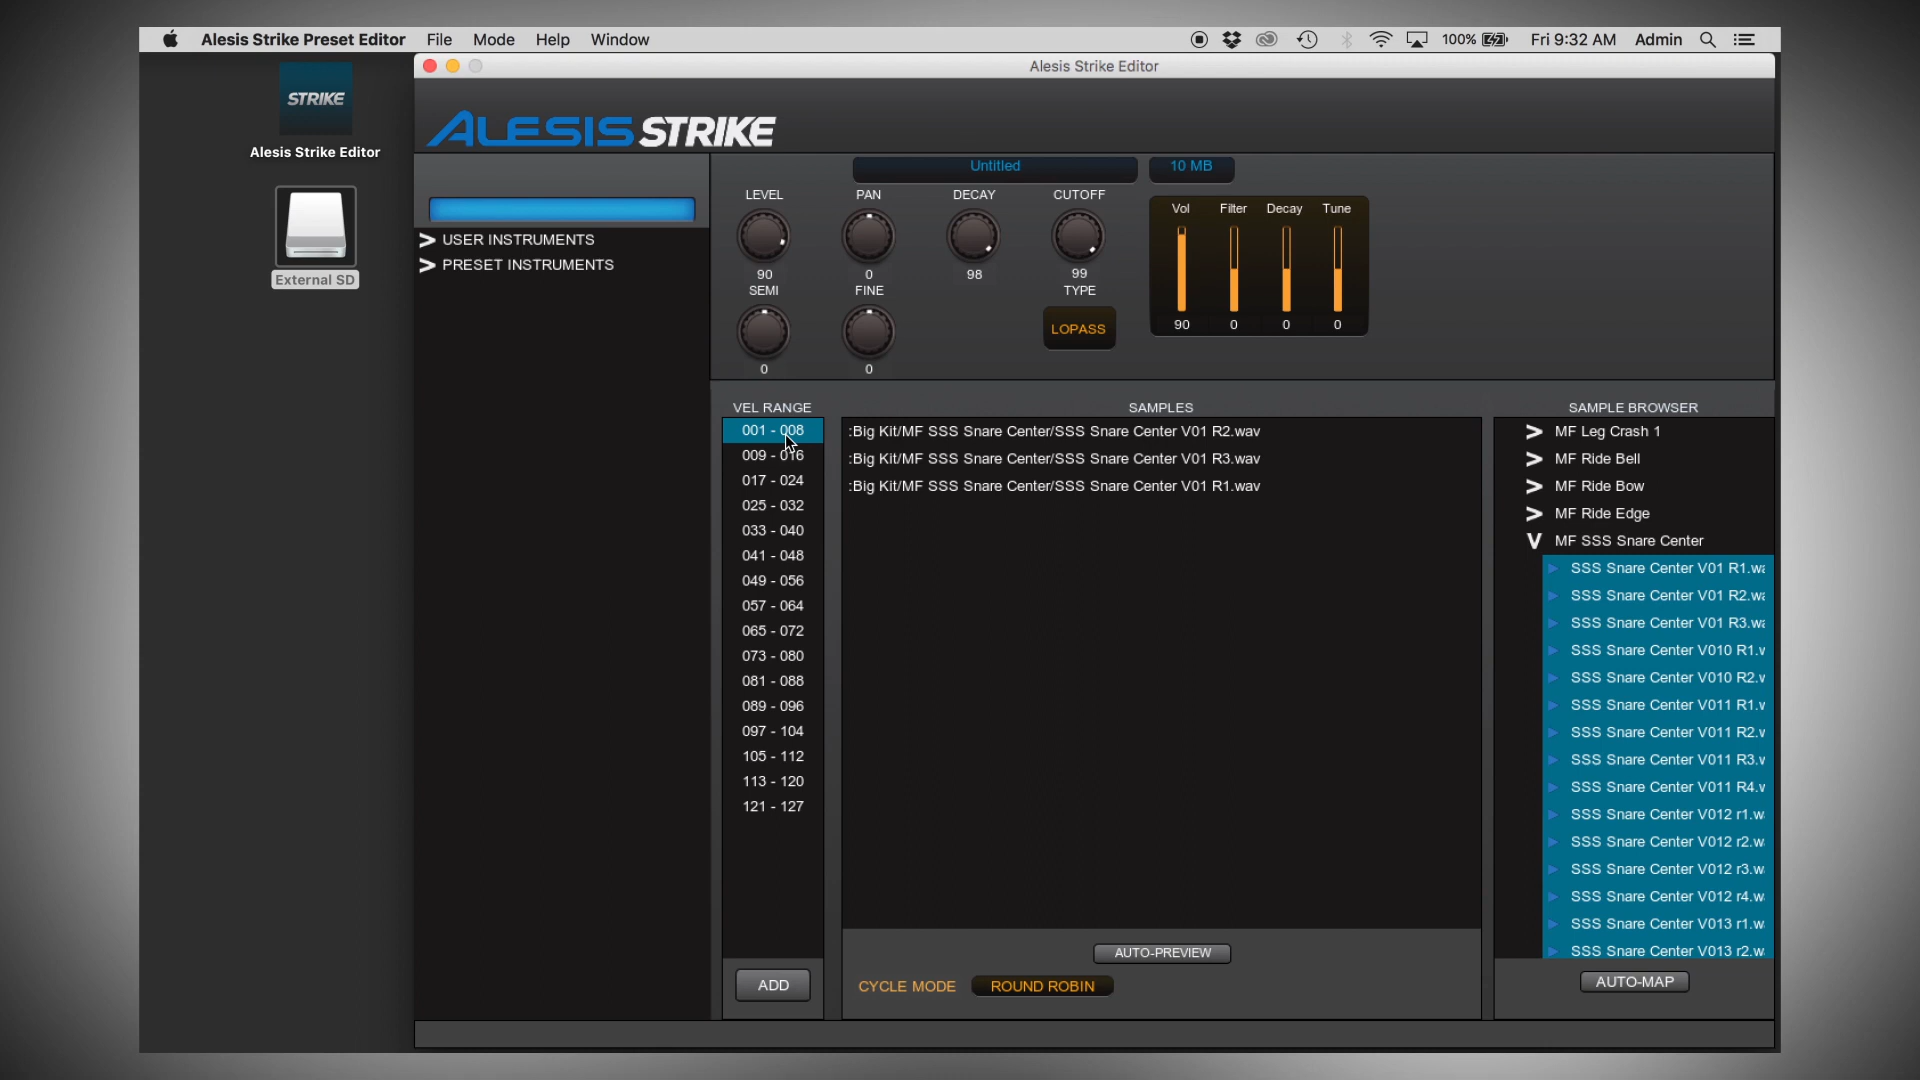 Alesis Strike Preset Editor File Mode Help Window 100% Fri 9:32 AM Admin
Alesis Strike Editor
STRIKE
Alesis Strike Editor
External SD
ALESIS STRIKE
Untitled
10 MB
LEVEL PAN DECAY CUTOFF
90 0 98 99
SEMI FINE TYPE
LOPASS
0 0
Vol Filter Decay Tune
90 0 0 0
> USER INSTRUMENTS
> PRESET INSTRUMENTS
VEL RANGE
001 - 008
009 - 016
017 - 024
025 - 032
033 - 040
041 - 048
049 - 056
057 - 064
065 - 072
073 - 080
081 - 088
089 - 096
097 - 104
105 - 112
113 - 120
121 - 127
ADD
SAMPLES
:Big Kit/MF SSS Snare Center/SSS Snare Center V01 R2.wav
:Big Kit/MF SSS Snare Center/SSS Snare Center V01 R3.wav
:Big Kit/MF SSS Snare Center/SSS Snare Center V01 R1.wav
AUTO-PREVIEW
CYCLE MODE ROUND ROBIN
SAMPLE BROWSER
> MF Leg Crash 1
> MF Ride Bell
> MF Ride Bow
> MF Ride Edge
V MF SSS Snare Center
SSS Snare Center V01 R1.wa
SSS Snare Center V01 R2.wa
SSS Snare Center V01 R3.wa
SSS Snare Center V010 R1.v
SSS Snare Center V010 R2.v
SSS Snare Center V011 R1.v
SSS Snare Center V011 R2.v
SSS Snare Center V011 R3.v
SSS Snare Center V011 R4.v
SSS Snare Center V012 r1.w
SSS Snare Center V012 r2.w
SSS Snare Center V012 r3.w
SSS Snare Center V012 r4.w
SSS Snare Center V013 r1.w
SSS Snare Center V013 r2.w
AUTO-MAP